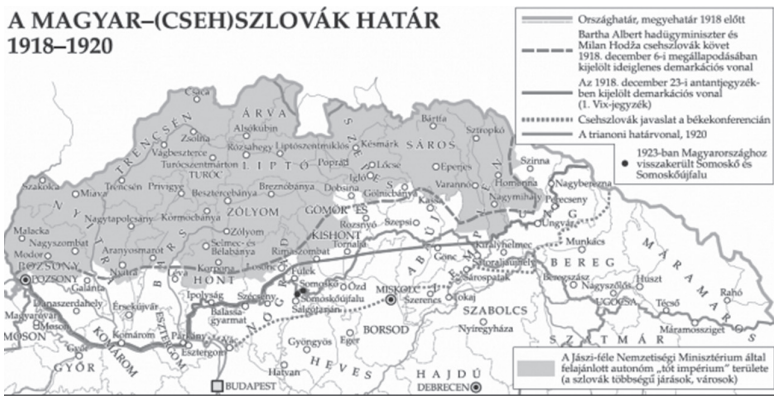 A MAGYAR–(CSEH)SZLOVÁK HATÁR
1918–1920
Országhatár, megyehatár 1918 előtt
Bartha Albert hadügyminiszter és
Milan Hodža csehszlovák követ
1918. december 6-i megállapodásában
kijelölt ideiglenes demarkációs vonal
Az 1918. december 23-i antantjegyzék-
ben kijelölt demarkációs vonal
(1. Vix-jegyzék)
Csehszlovák javaslat a békekonferencián
A trianoni határvonal, 1920
1923-ban Magyarországhoz
visszakerült Somoskő és
Somoskőújfalu
Csaca
ÁRVA
TRENCSÉN
Zsolna
Alsókubin
Bártfa
Sztropkó
Vágbeszterce
Rózsahegy
Liptószentmiklós
Késmárk
SÁROS
Turócszentmárton
LIPTÓ
Poprád
Lőcse
TURÓC
Igló
Eperjes
Szinna
Szakolca
Trencsén
Privigye
Breznóbánya
Dobsina
Varannó
Homonna
Nagyberezna
Miava
Besztercebánya
Gölnicbánya
Perecseny
NYITRA
Nagytapolcsány
Körmöcbánya
ZÓLYOM
GÖMÖR ÉS
KISHONT
Kassa
Nagymihály
UNG
Rozsnyó
Szepsi
Ungvár
Malacka
Zólyom
Nagyszombat
Aranyosmarót
Selmec- és
Bélabánya
Tornalja
Munkács
Modor
Rimaszombat
Királyhelmec
POZSONY
POZSONY
Nyitra
Korpona
Losonc
Gönc
Sátoraljaújhely
BEREG
MÁRAMAROS
Galánta
HONT
Fülek
Sárospatak
Beregszász
Ipolyság
Szécsény
Somoskő
Ózd
MISKOLC
Nagyszőlős
Huszt
Dunaszerdahely
Somoskőújfalu
Szerencs
Tokaj
UGOCSA
Rahó
Érsekújvár
BARS
Balassa-
gyarmat
Salgótarján
Técső
Magyaróvár
NÓGRÁD
SZABOLCS
Máramarossziget
Moson
MOSON
KOMÁROM
Komárom
ESZTERGOM
Párkány
Vác
BORSOD
Nyíregyháza
Esztergom
Eger
Győr
Gyöngyös
SZATMÁR
GYŐR
HEVES
Hatvan
HAJDÚ
BUDAPEST
DEBRECEN
A Jászi-féle Nemzetiségi Minisztérium által
felajánlott autonóm „tót impérium” területe
(a szlovák többségű járások, városok)